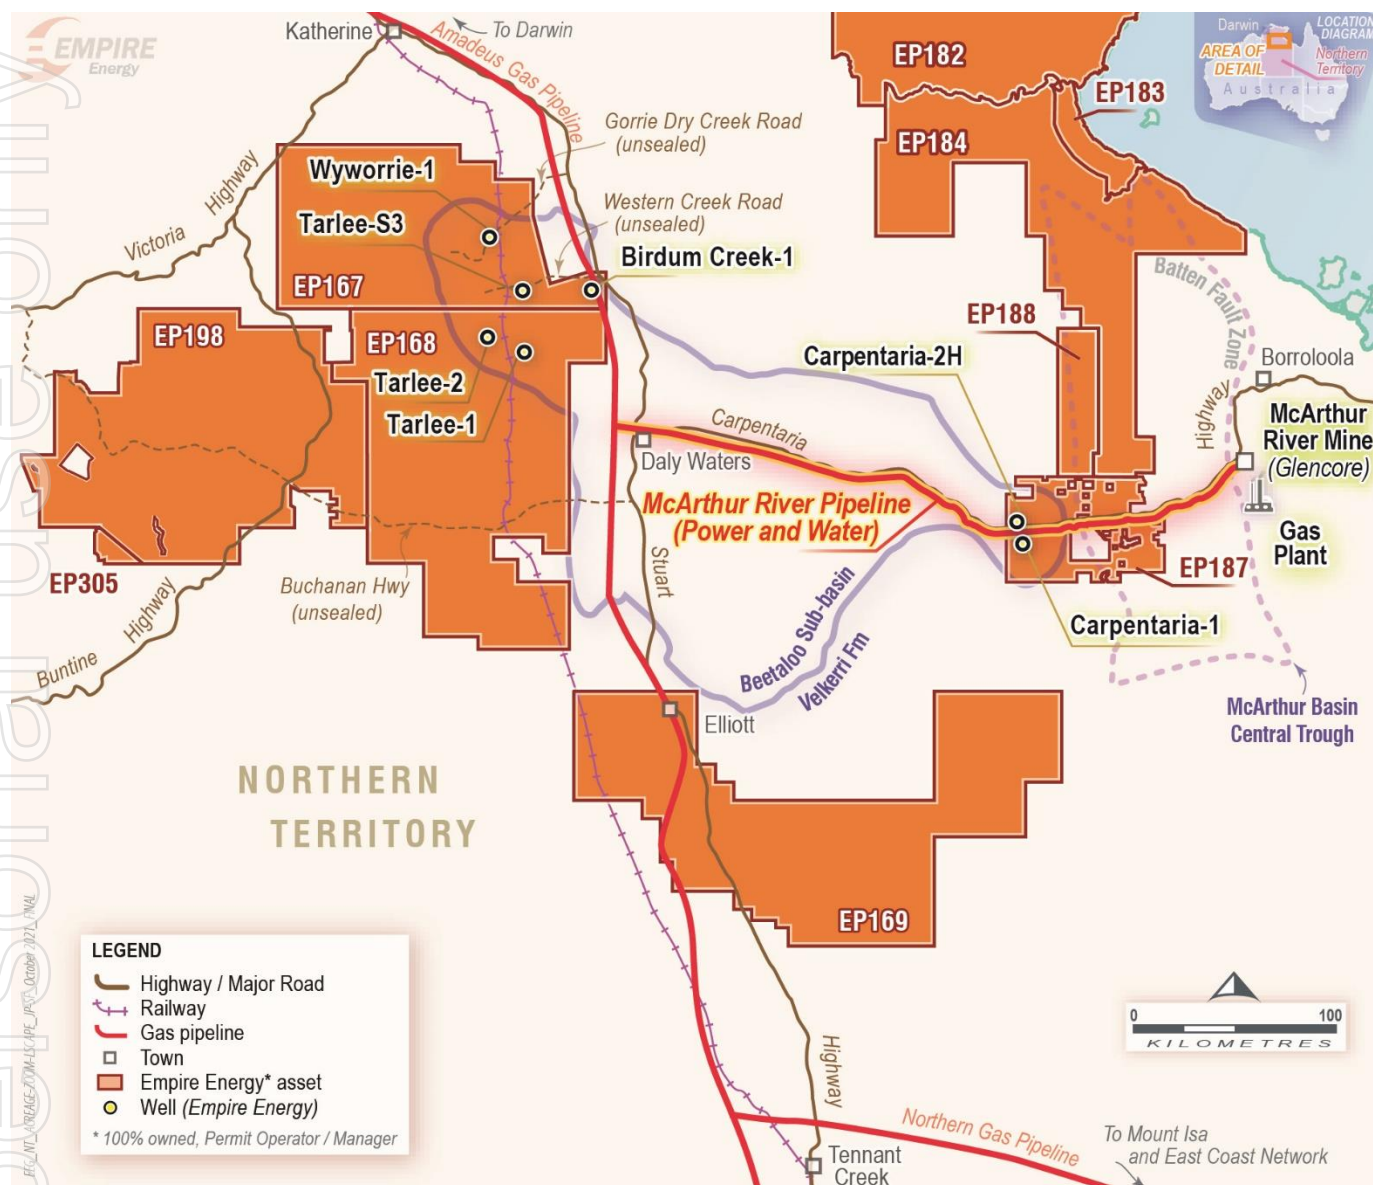 EMPIRE
Energy
Katherine
To Darwin
Amadeus Gas Pipeline
EP182
EP183
EP184
Darwin
LOCATION
DIAGRAM
AREA OF
DETAIL
Northern
Territory
Australia
Gorrie Dry Creek Road
(unsealed)
Wyworrie-1
Western Creek Road
(unsealed)
Tarlee-S3
Birdum Creek-1
Victoria
Highway
EP167
Batten Fault Zone
EP188
EP198
EP168
Carpentaria-2H
Borroloola
Tarlee-2
Tarlee-1
Carpentaria
Highway
McArthur
River Mine
(Glencore)
Daly Waters
McArthur River Pipeline
(Power and Water)
Gas
Plant
EP305
Buchanan Hwy
(unsealed)
Stuart
EP187
Beetaloo Sub-basin
Velkerri Fm
Carpentaria-1
Buntine
Highway
McArthur Basin
Central Trough
Elliott
NORTHERN
TERRITORY
EP169
LEGEND
Highway / Major Road
Railway
Gas pipeline
Town
Empire Energy* asset
Well (Empire Energy)
* 100% owned, Permit Operator / Manager
0 100
KILOMETRES
Highway
Northern Gas Pipeline
To Mount Isa
and East Coast Network
Tennant
Creek